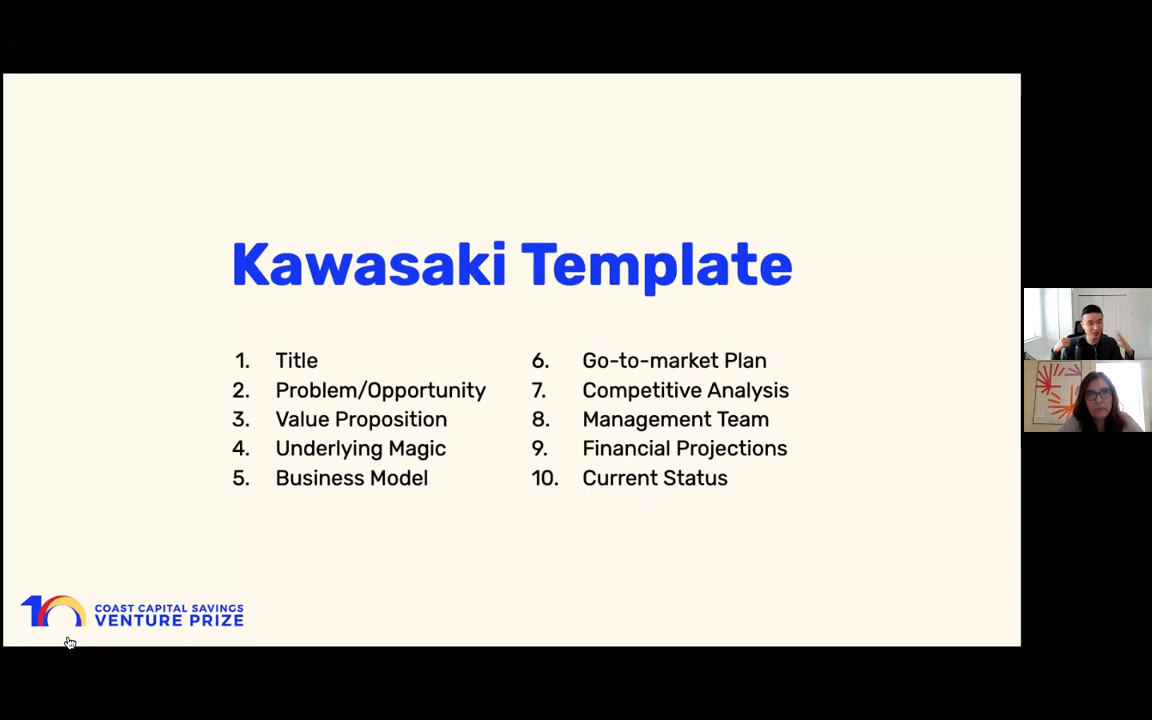 Kawasaki Template
1. Title
2. Problem/Opportunity
3. Value Proposition
4. Underlying Magic
5. Business Model
6. Go-to-market Plan
7. Competitive Analysis
8. Management Team
9. Financial Projections
10. Current Status
10 COAST CAPITAL SAVINGS
VENTURE PRIZE